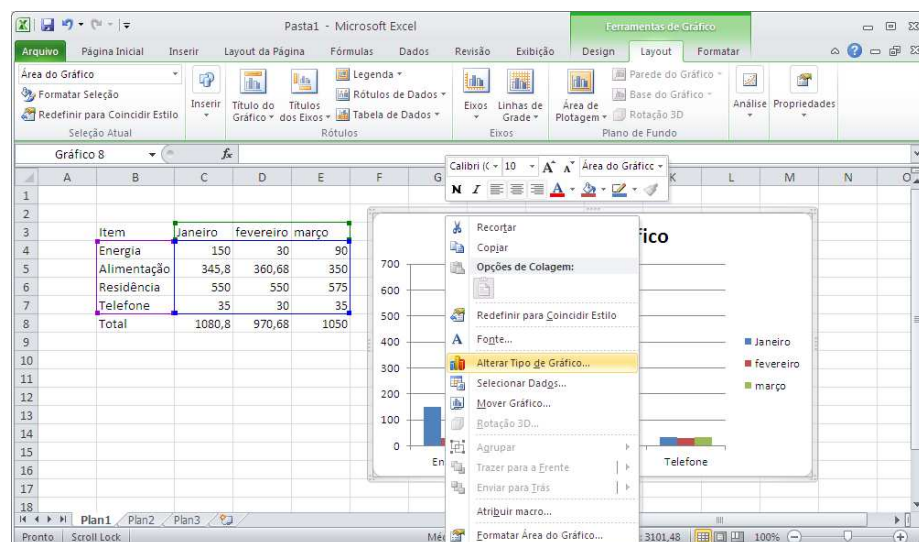 Pasta1 - Microsoft Excel
Ferramentas de Gráfico
Arquivo Página Inicial Inserir Layout da Página Fórmulas Dados Revisão Exibição Design Layout Formatar
Área do Gráfico
Formatar Seleção
Redefinir para Coincidir Estilo
Seleção Atual
Inserir
Título do Gráfico
Títulos dos Eixos
Legenda
Rótulos de Dados
Tabela de Dados
Rótulos
Eixos
Linhas de Grade
Eixos
Área de Plotagem
Parede do Gráfico
Base do Gráfico
Rotação 3D
Plano de Fundo
Análise
Propriedades
Gráfico 8
fx
Calibri (C 10 A A Área do Gráfico
N I A
A B C D E F G K L M N O
1
2
3 Item Janeiro fevereiro março
4 Energia 150 30 90
5 Alimentação 345,8 360,68 350
6 Residência 550 550 575
7 Telefone 35 30 35
8 Total 1080,8 970,68 1050
9
10
11
12
13
14
15
16
17
18
fico
700
600
500
400
300
200
100
0
En
Telefone
Janeiro
fevereiro
março
Recortar
Copiar
Opções de Colagem:
Redefinir para Coincidir Estilo
Fonte...
Alterar Tipo de Gráfico...
Selecionar Dados...
Mover Gráfico...
Rotação 3D...
Agrupar
Trazer para a Frente
Enviar para Trás
Atribuir macro...
Formatar Área do Gráfico...
Plan1 Plan2 Plan3
Pronto Scroll Lock Méd : 3101,48 100%